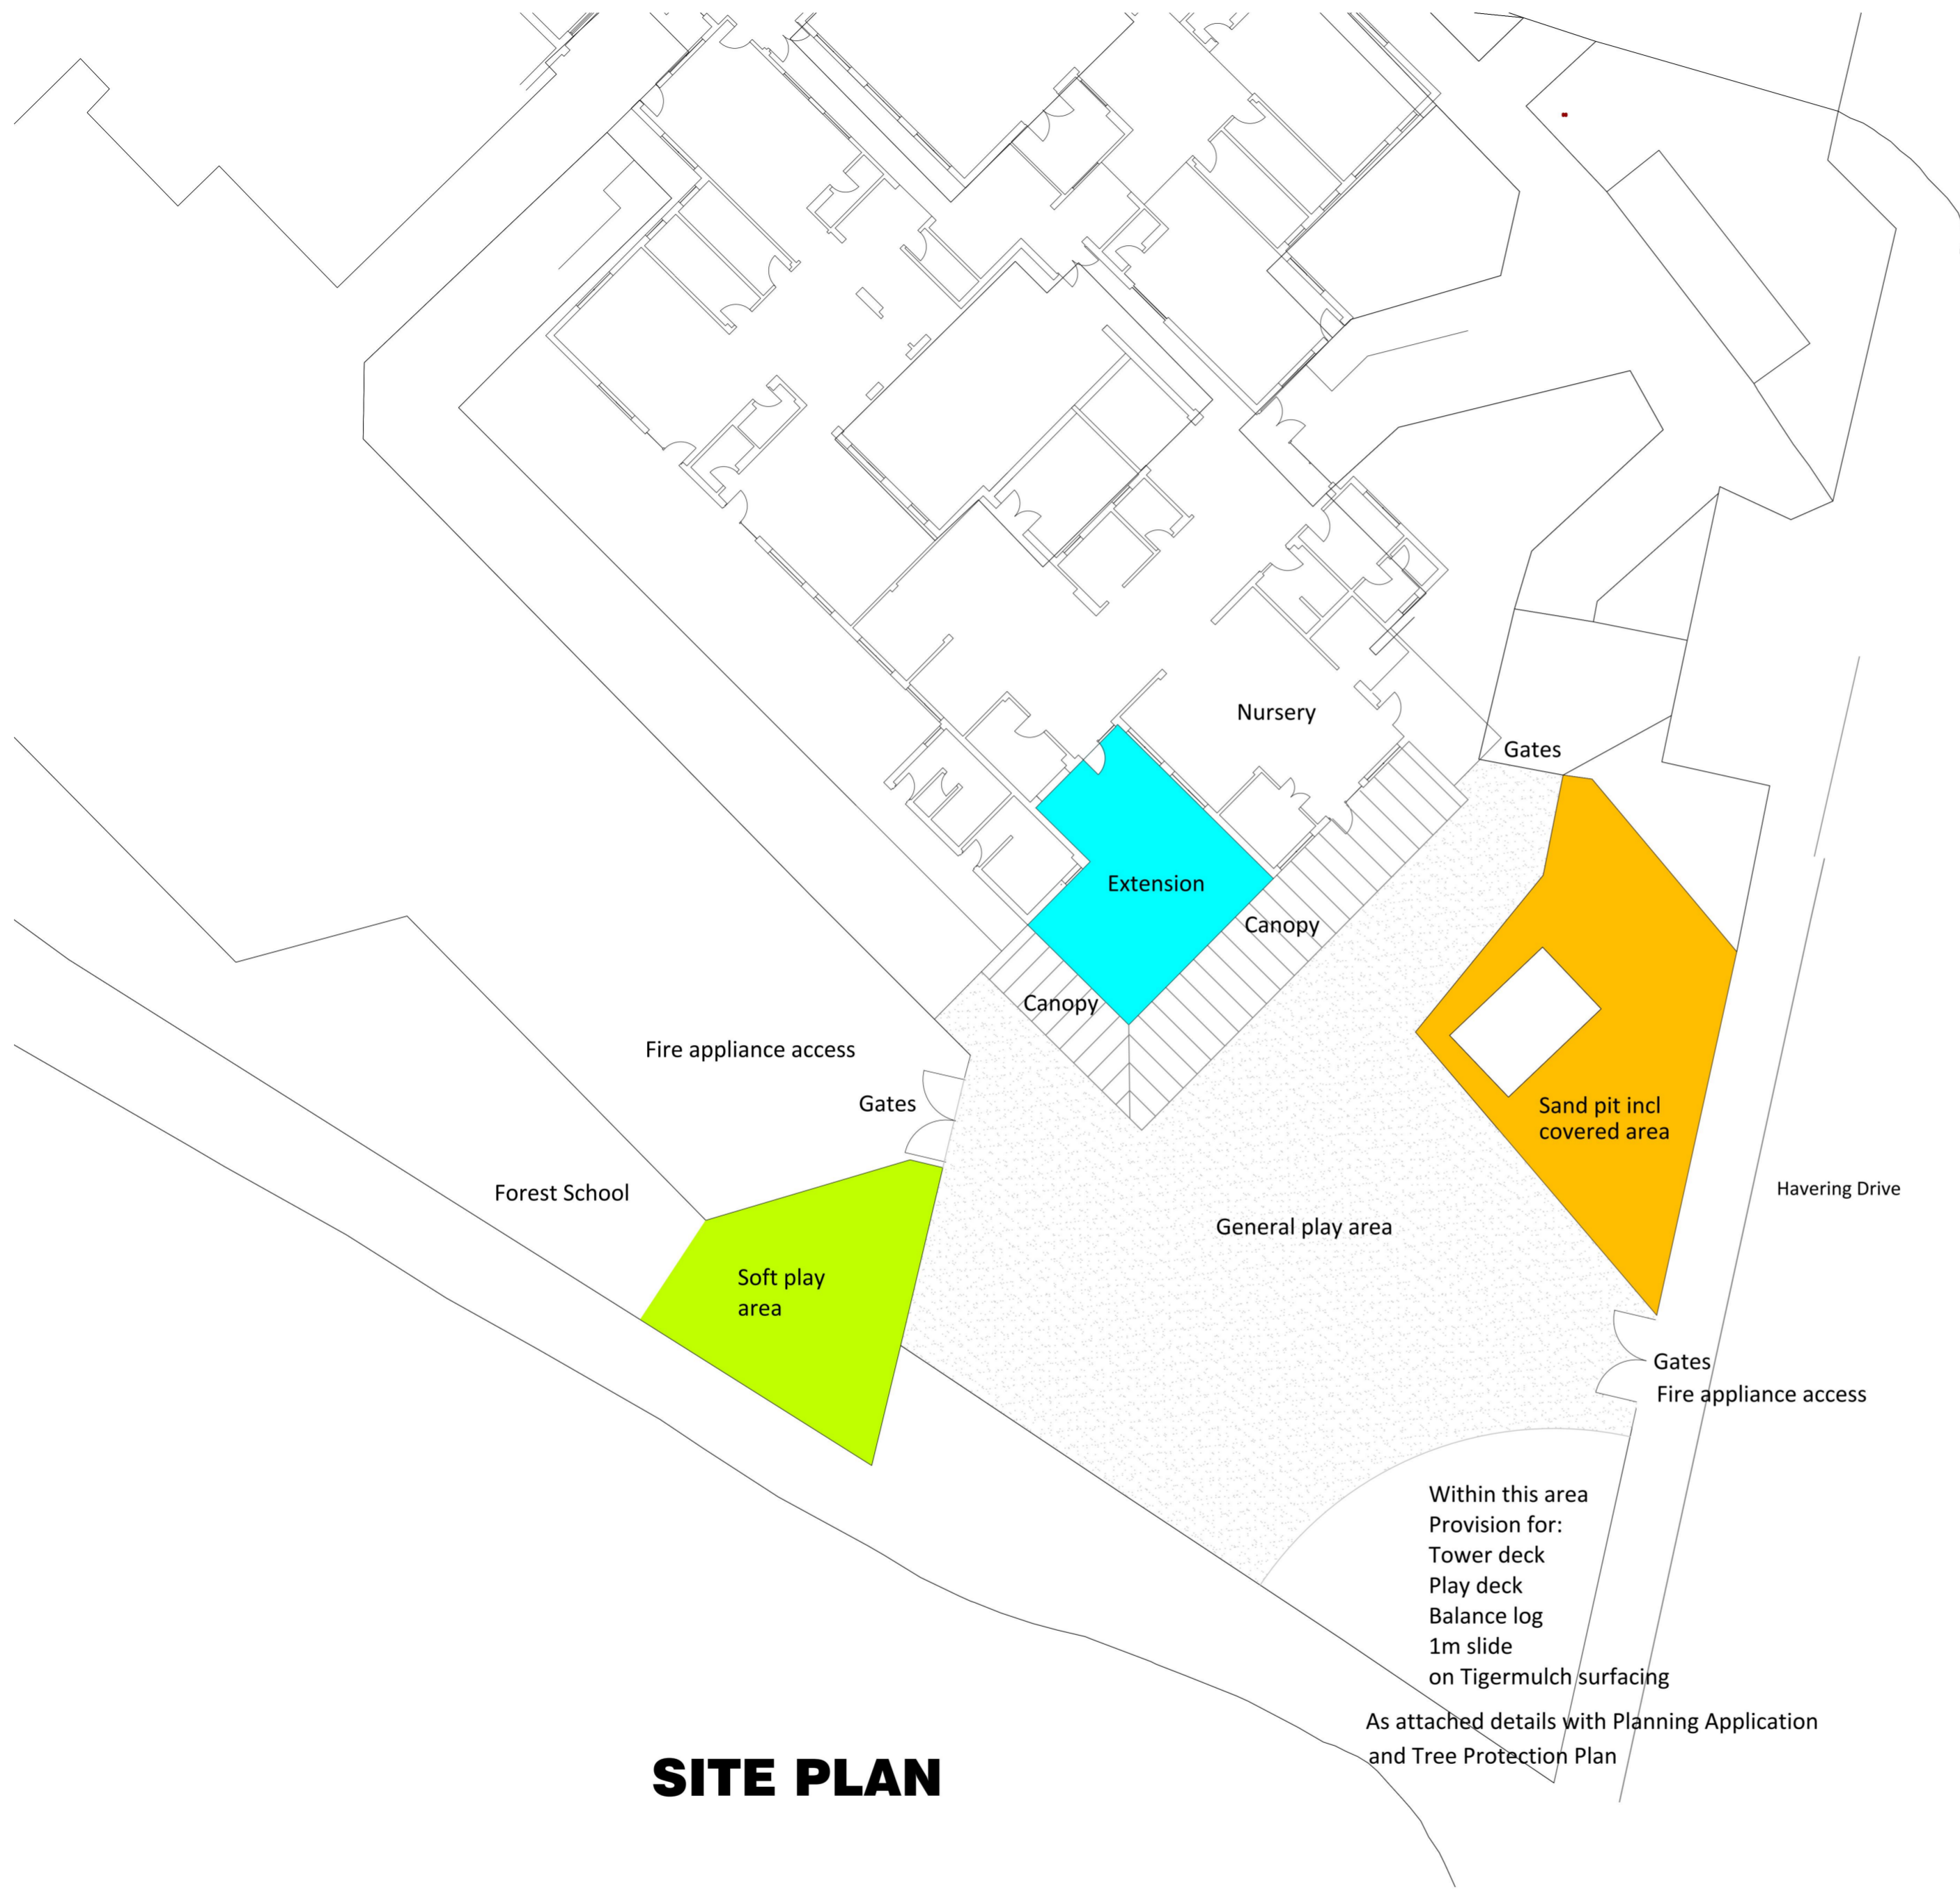 Nursery
Gates
Extension
Canopy
Canopy
Fire appliance access
Gates
Sand pit incl
covered area
Forest School
Havering Drive
General play area
Soft play
area
Gates
Fire appliance access
Within this area
Provision for:
Tower deck
Play deck
Balance log
1m slide
on Tigermulch surfacing
As attached details with Planning Application
and Tree Protection Plan
SITE PLAN